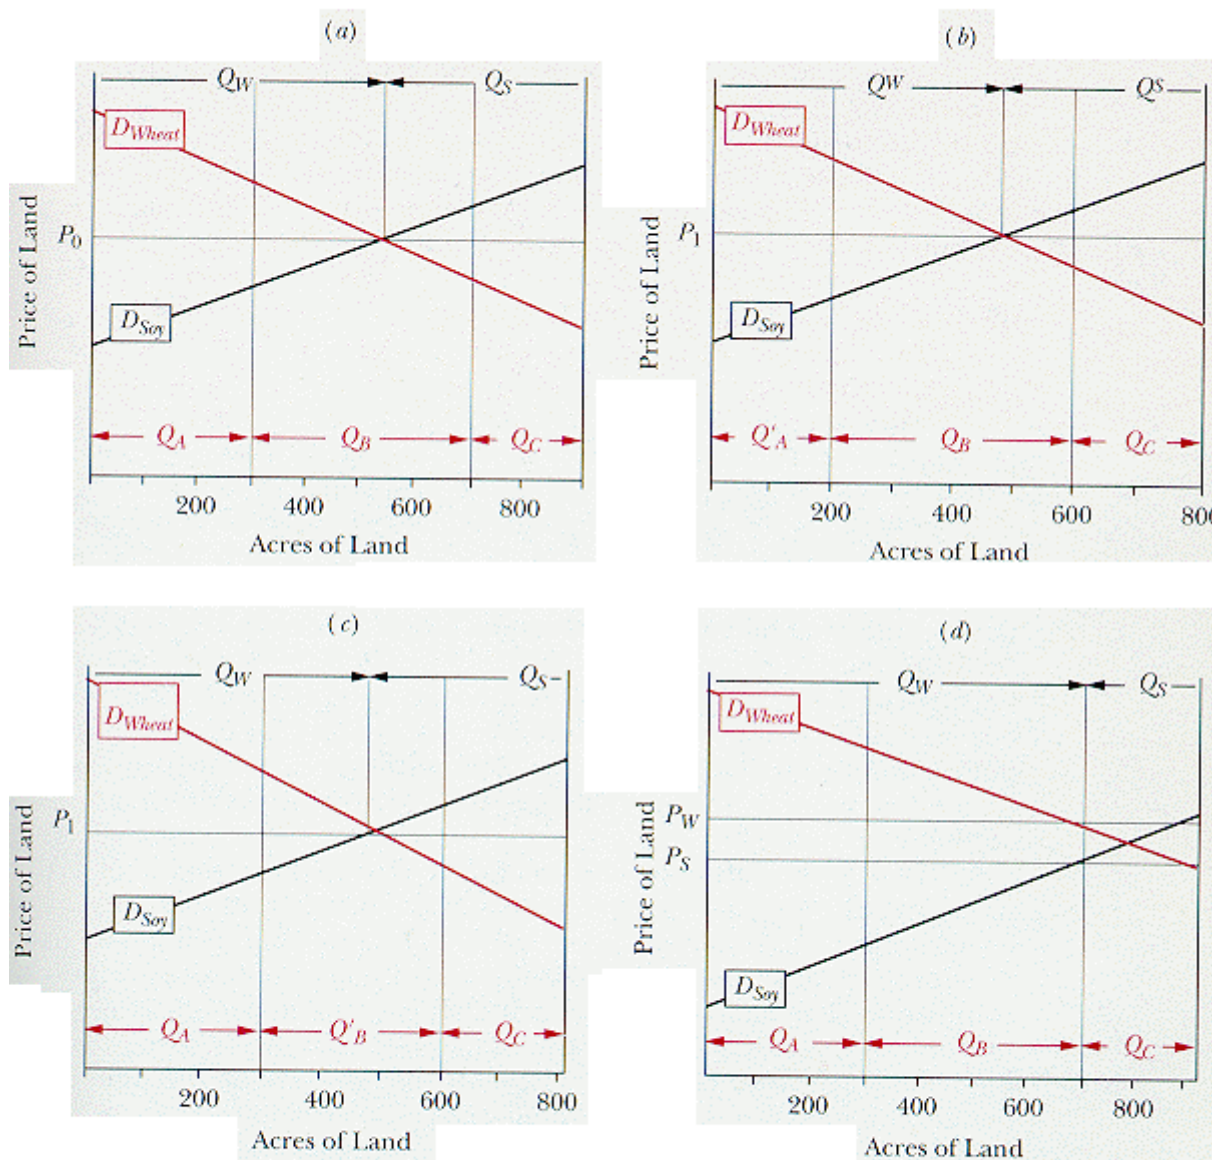 (a)
QW QS
DWheat
P0
DSoy
Price of Land
QA QB QC
200 400 600 800
Acres of Land
(b)
QW QS
DWheat
P1
DSoy
Price of Land
Q'A QB QC
200 400 600 800
Acres of Land
(c)
QW QS
DWheat
P1
DSoy
Price of Land
QA Q'B QC
200 400 600 800
Acres of Land
(d)
QW QS
DWheat
PW
PS
DSoy
Price of Land
QA QB QC
200 400 600 800
Acres of Land